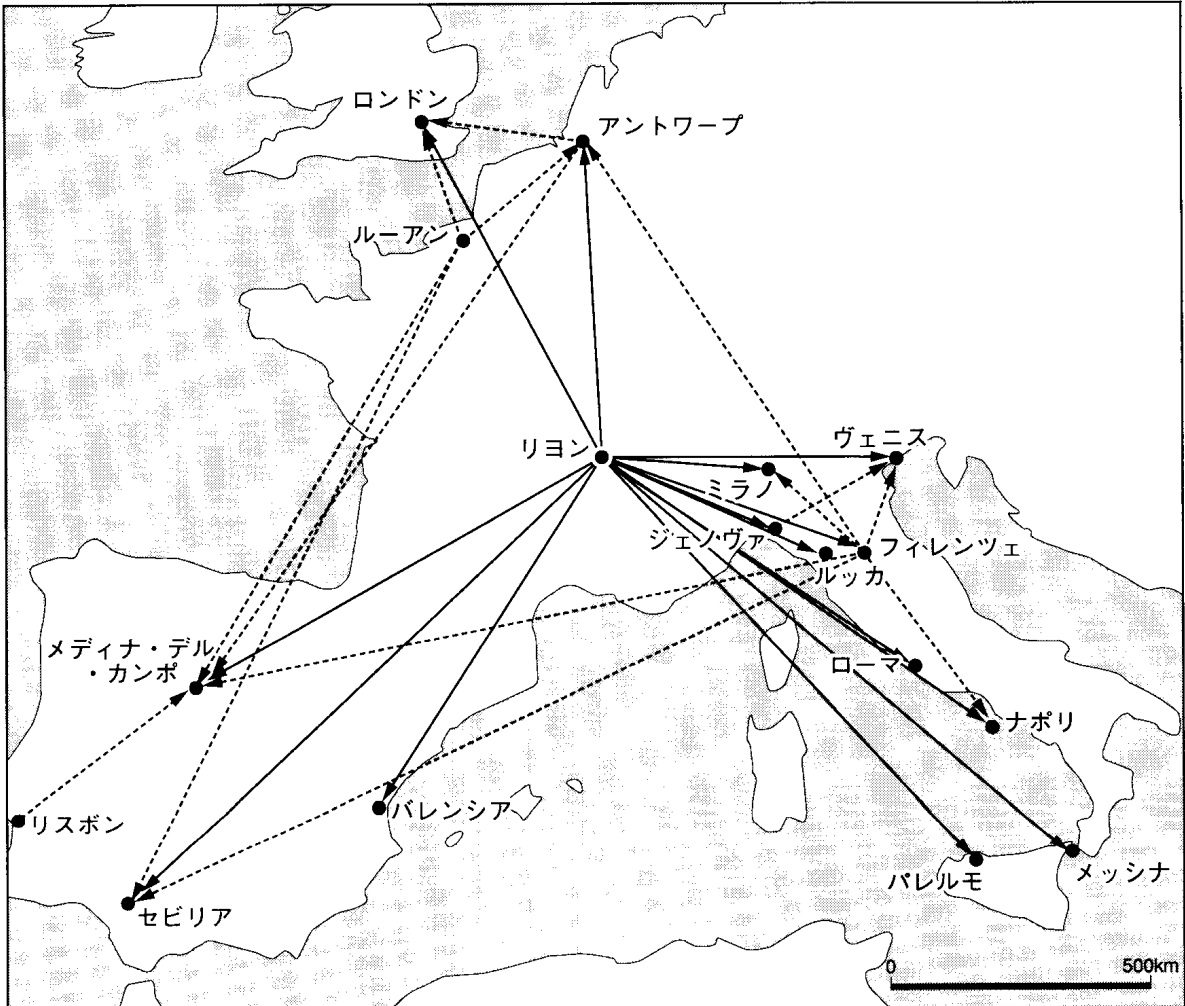 ロンドン
アントワープ
ルーアン
リヨン
ヴェニス
ミラノ
ジェノヴァ
フィレンツェ
ルッカ
メディナ・デル
・カンポ
ローマ
ナポリ
リスボン
バレンシア
パレルモ
メッシナ
セビリア
0 500km